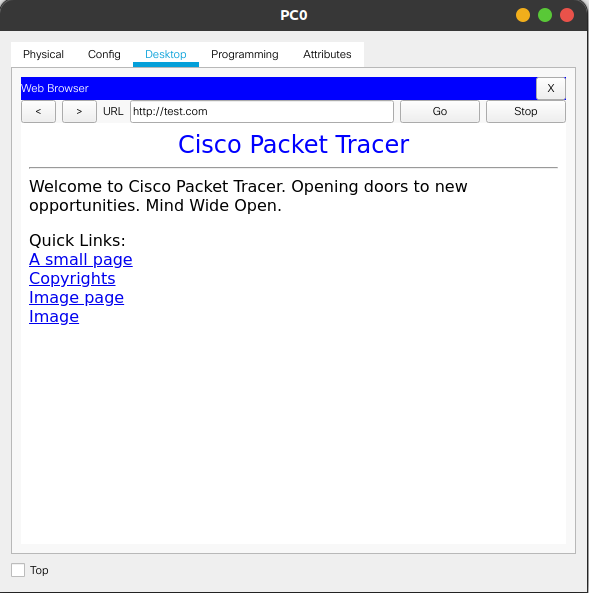 PC0
Physical Config Desktop Programming Attributes
Web Browser X
< > URL http://test.com Go Stop
Cisco Packet Tracer
Welcome to Cisco Packet Tracer. Opening doors to new
opportunities. Mind Wide Open.
Quick Links:
A small page
Copyrights
Image page
Image
Top